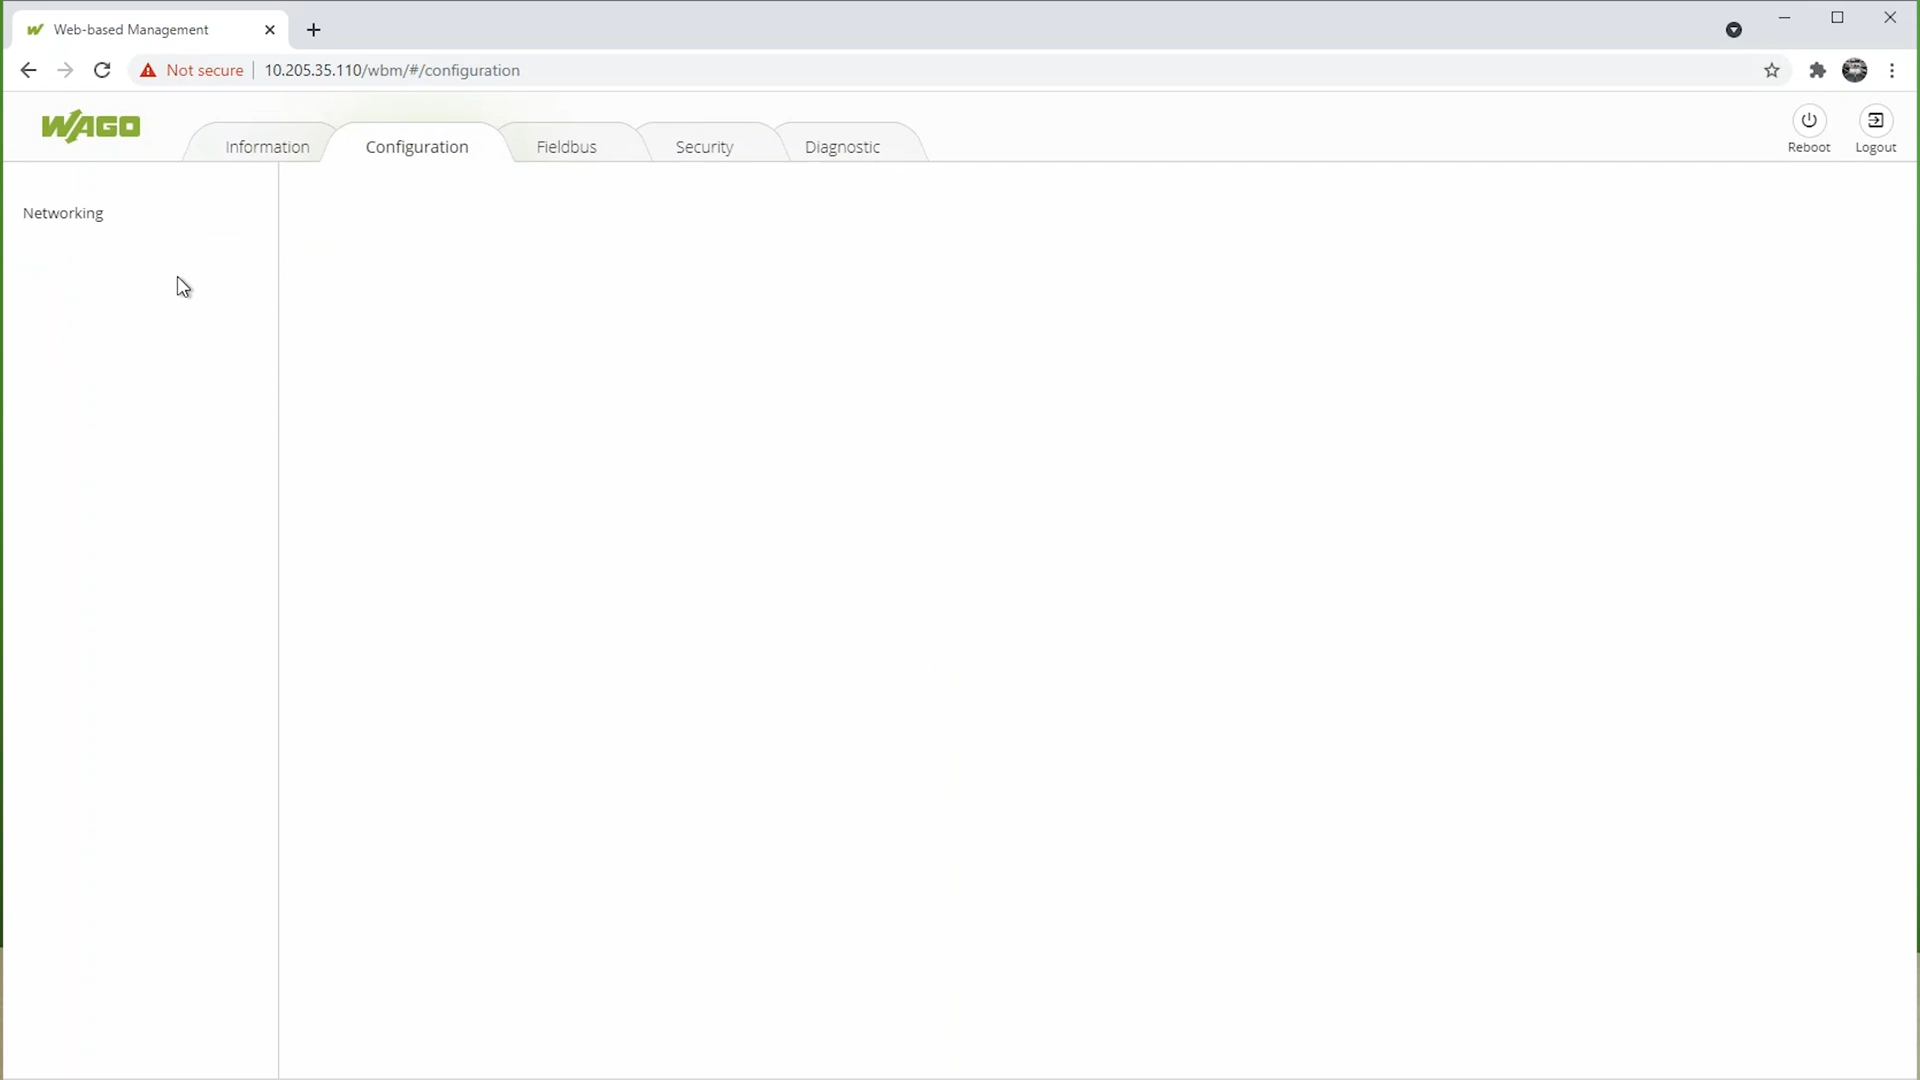 Web-based Management
Not secure
10.205.35.110/wbm/#/configuration
WAGO
Information
Configuration
Fieldbus
Security
Diagnostic
Reboot
Logout
Networking